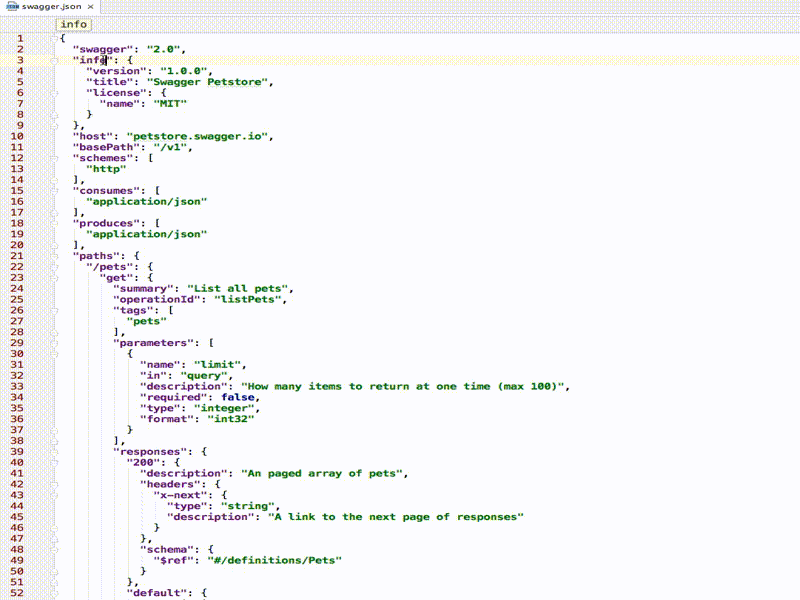 swagger.json ×
info
1 {
2 "swagger": "2.0",
3 "info": {
4 "version": "1.0.0",
5 "title": "Swagger Petstore",
6 "license": {
7 "name": "MIT"
8 }
9 },
10 "host": "petstore.swagger.io",
11 "basePath": "/v1",
12 "schemes": [
13 "http"
14 ],
15 "consumes": [
16 "application/json"
17 ],
18 "produces": [
19 "application/json"
20 ],
21 "paths": {
22 "/pets": {
23 "get": {
24 "summary": "List all pets",
25 "operationId": "listPets",
26 "tags": [
27 "pets"
28 ],
29 "parameters": [
30 {
31 "name": "limit",
32 "in": "query",
33 "description": "How many items to return at one time (max 100)",
34 "required": false,
35 "type": "integer",
36 "format": "int32"
37 }
38 ],
39 "responses": {
40 "200": {
41 "description": "An paged array of pets",
42 "headers": {
43 "x-next": {
44 "type": "string",
45 "description": "A link to the next page of responses"
46 }
47 },
48 "schema": {
49 "$ref": "#/definitions/Pets"
50 }
51 },
52 "default": {